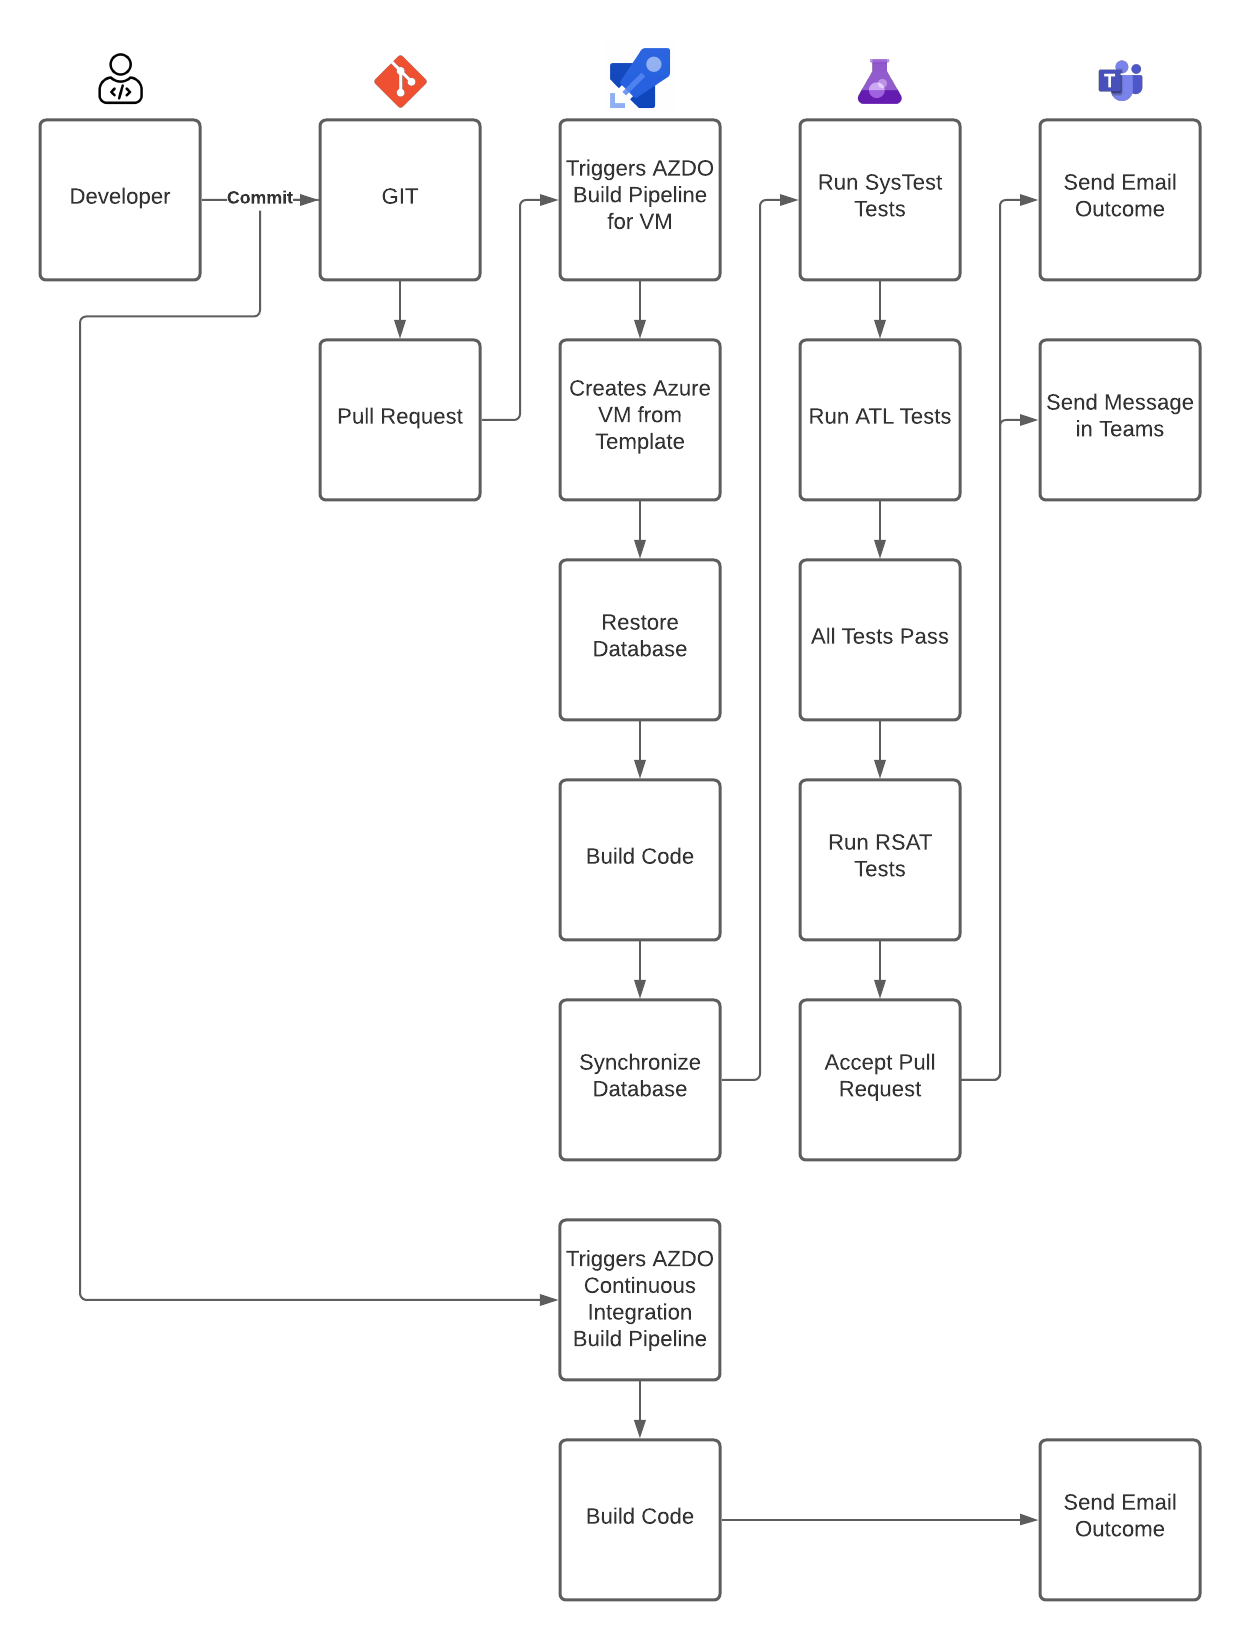 Developer
Commit
GIT
Pull Request
Triggers AZDO
Build Pipeline
for VM
Creates Azure
VM from
Template
Restore
Database
Build Code
Synchronize
Database
Run SysTest
Tests
Run ATL Tests
All Tests Pass
Run RSAT
Tests
Accept Pull
Request
T
Send Email
Outcome
Send Message
in Teams
Triggers AZDO
Continuous
Integration
Build Pipeline
Build Code
Send Email
Outcome